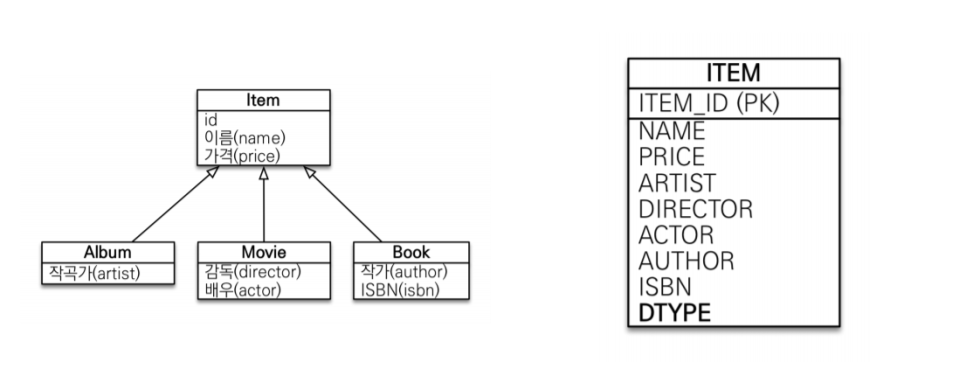 Item
id
이름(name)
가격(price)
Album
작곡가(artist)
Movie
감독(director)
배우(actor)
Book
작가(author)
ISBN(isbn)
ITEM
ITEM_ID (PK)
NAME
PRICE
ARTIST
DIRECTOR
ACTOR
AUTHOR
ISBN
DTYPE